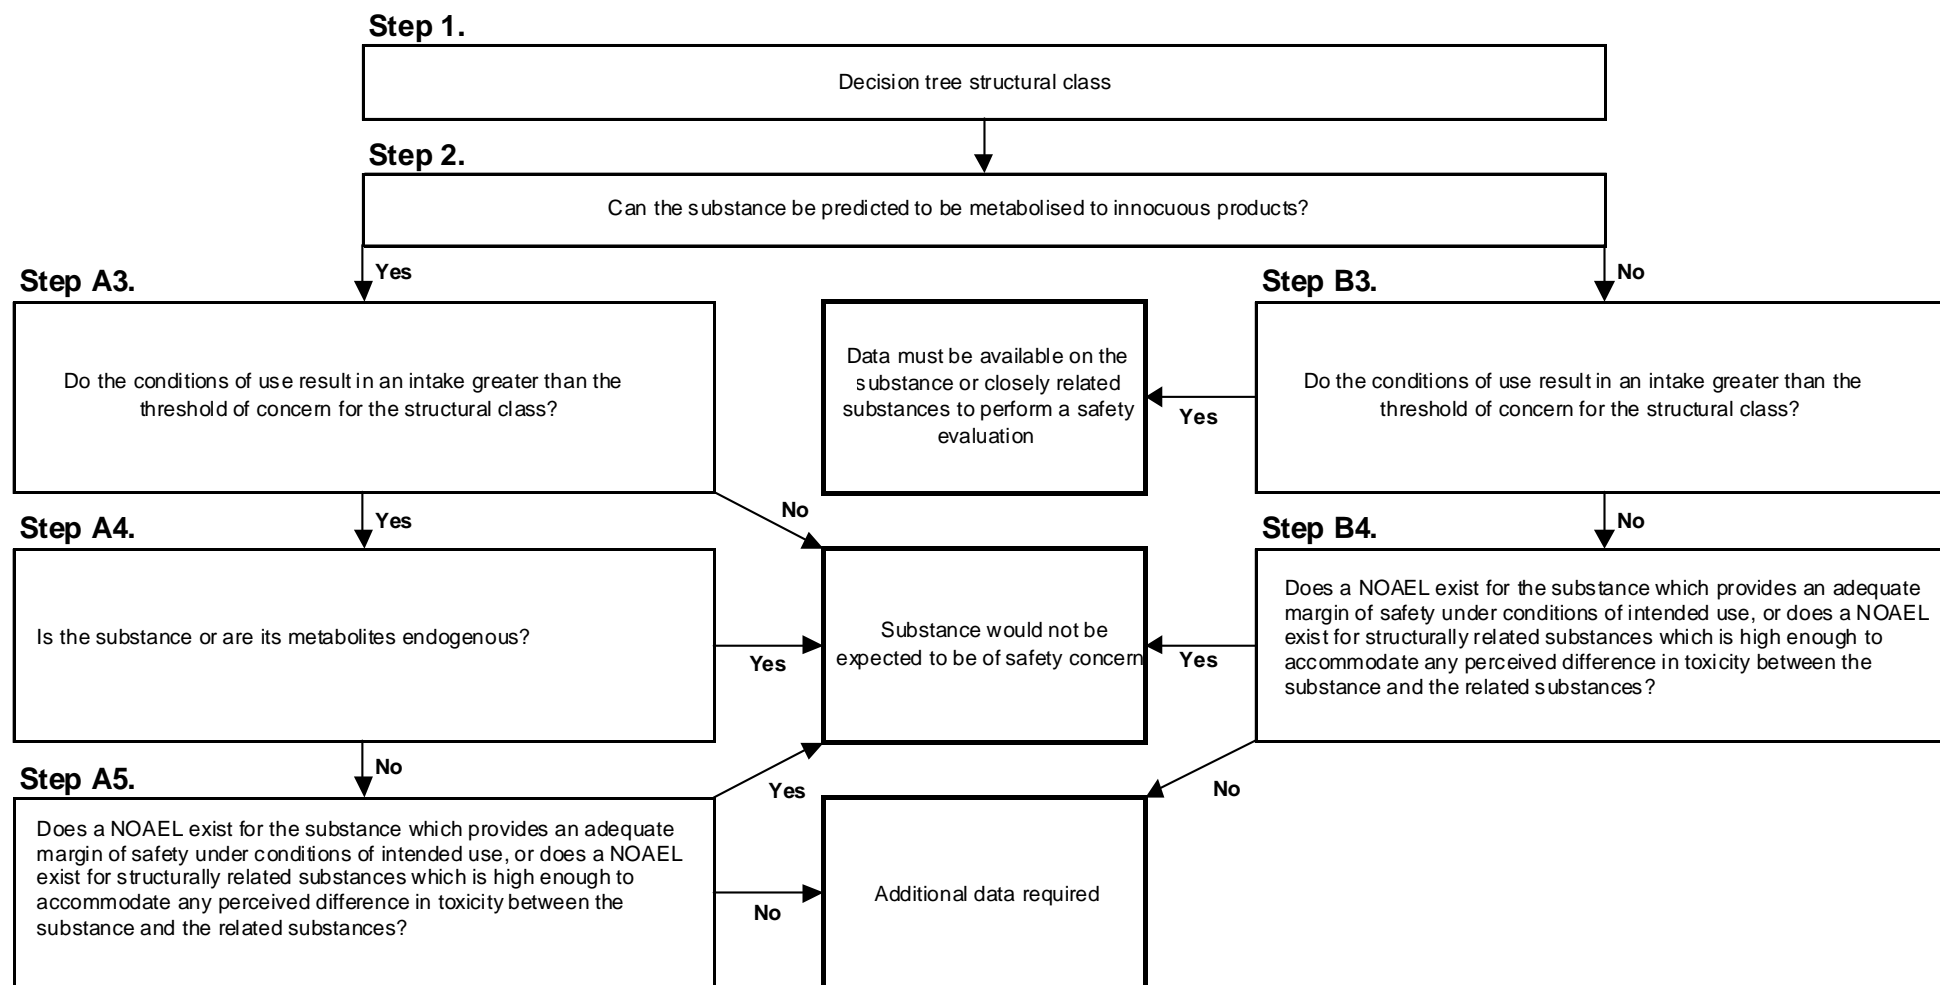 Step 1.
Decision tree structural class
Step 2.
Can the substance be predicted to be metabolised to innocuous products?
Yes
No
Step A3.
Do the conditions of use result in an intake greater than the
threshold of concern for the structural class?
Data must be available on the
substance or closely related
substances to perform a safety
evaluation
Step B3.
Do the conditions of use result in an intake greater than the
threshold of concern for the structural class?
Yes
Yes
No
No
Step A4.
Is the substance or are its metabolites endogenous?
Yes
Substance would not be
expected to be of safety concern
Yes
Step B4.
Does a NOAEL exist for the substance which provides an adequate
margin of safety under conditions of intended use, or does a NOAEL
exist for structurally related substances which is high enough to
accommodate any perceived difference in toxicity between the
substance and the related substances?
No
Yes
No
Step A5.
Does a NOAEL exist for the substance which provides an adequate
margin of safety under conditions of intended use, or does a NOAEL
exist for structurally related substances which is high enough to
accommodate any perceived difference in toxicity between the
substance and the related substances?
No
Additional data required